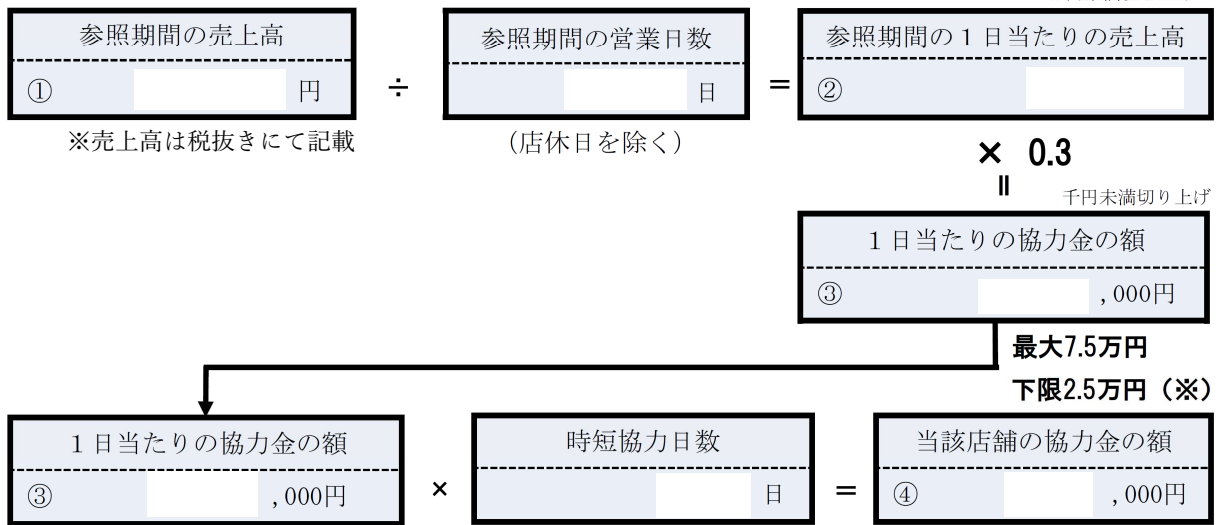 参照期間の売上高
参照期間の営業日数
参照期間の1日当たりの売上高
① 円
÷
日
=
②
※売上高は税抜きにて記載
(店休日を除く)
× 0.3
=
千円未満切り上げ
1日当たりの協力金の額
③ ,000円
最大7.5万円
下限2.5万円(※)
1日当たりの協力金の額
時短協力日数
当該店舗の協力金の額
③ ,000円
×
日
=
④ ,000円